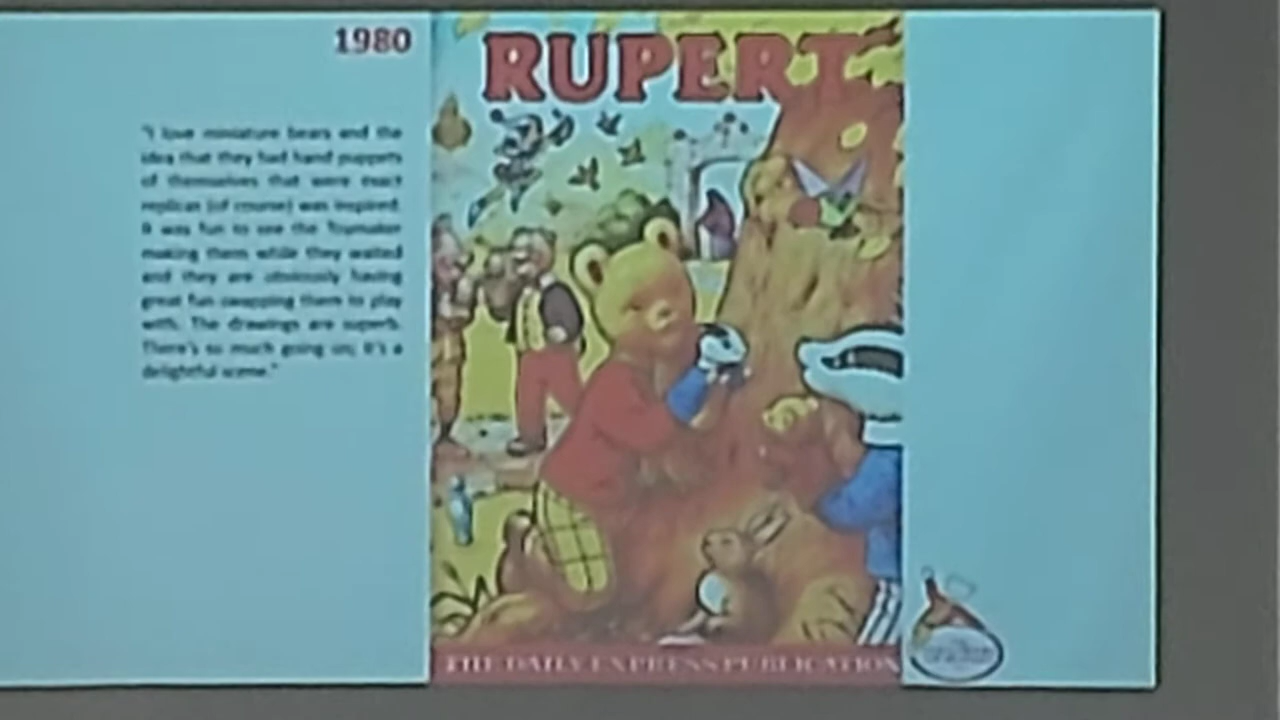 1980
RUPERT
"I love miniature bears and the
idea that they had hand puppets
of themselves that were exact
replicas (of course) was inspired.
It was fun to see the Toymaker
making them while they waited
and they are obviously having
great fun swapping them to play
with. The drawings are superb.
There's so much going on; it's a
delightful scene."
THE DAILY EXPRESS PUBLICATION